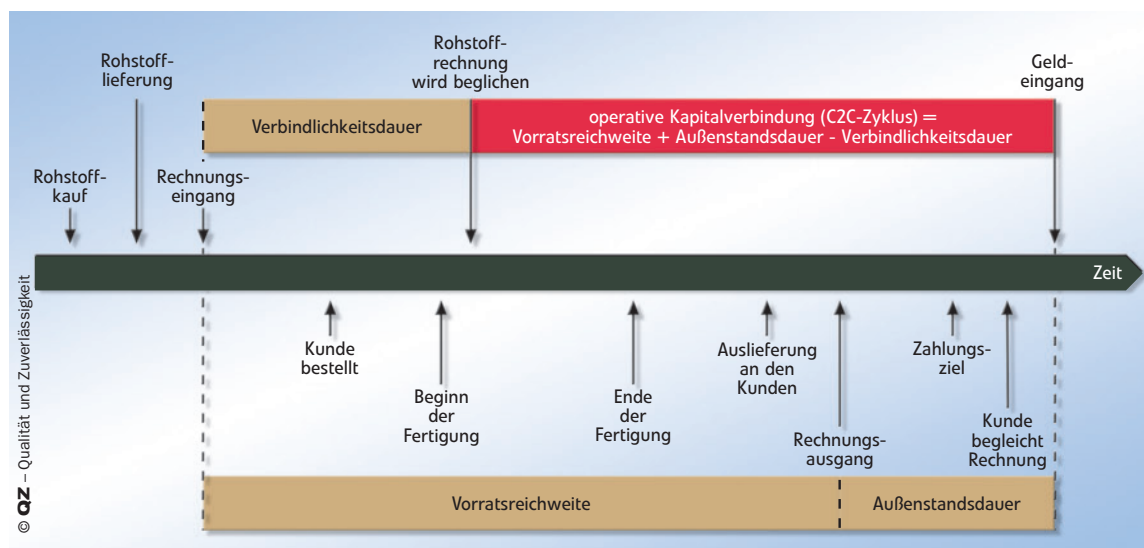 Rohstoff-
lieferung
Rohstoff-
rechnung
wird beglichen
Geld-
eingang
Verbindlichkeitsdauer
operative Kapitalverbindung (C2C-Zyklus) =
Vorratsreichweite + Außenstandsdauer - Verbindlichkeitsdauer
Rohstoff-
kauf
Rechnungs-
eingang
Zeit
Kunde
bestellt
Beginn
der
Fertigung
Ende
der
Fertigung
Auslieferung
an den
Kunden
Rechnungs-
ausgang
Zahlungs-
ziel
Kunde
begleicht
Rechnung
Vorratsreichweite
Außenstandsdauer
© QZ – Qualität und Zuverlässigkeit